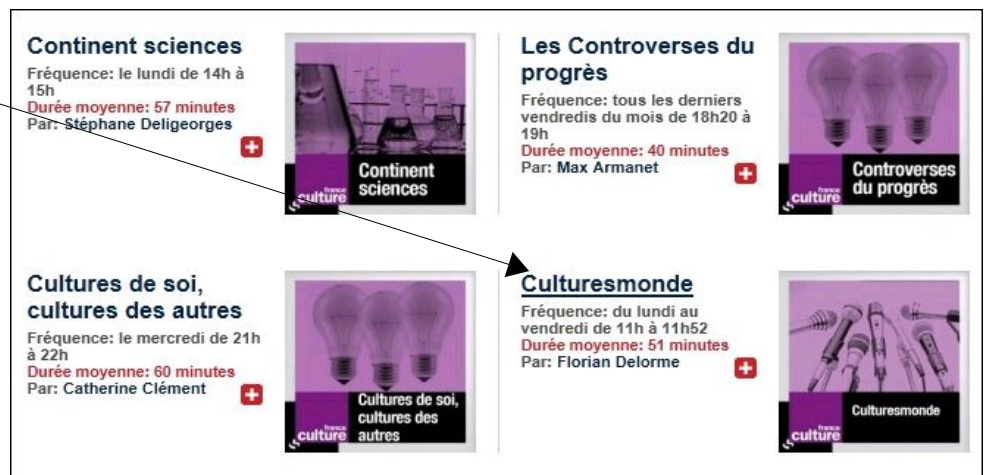 Continent sciences
Fréquence: le lundi de 14h à
15h
Durée moyenne: 57 minutes
Par: Stéphane Deligeorges
Continent
sciences
france
culture
Les Controverses du
progrès
Fréquence: tous les derniers
vendredis du mois de 18h20 à
19h
Durée moyenne: 40 minutes
Par: Max Armanet
Controverses
du progrès
france
culture
Cultures de soi,
cultures des autres
Fréquence: le mercredi de 21h
à 22h
Durée moyenne: 60 minutes
Par: Catherine Clément
Cultures de soi,
cultures des
autres
france
culture
Culturesmonde
Fréquence: du lundi au
vendredi de 11h à 11h52
Durée moyenne: 51 minutes
Par: Florian Delorme
Culturesmonde
france
culture